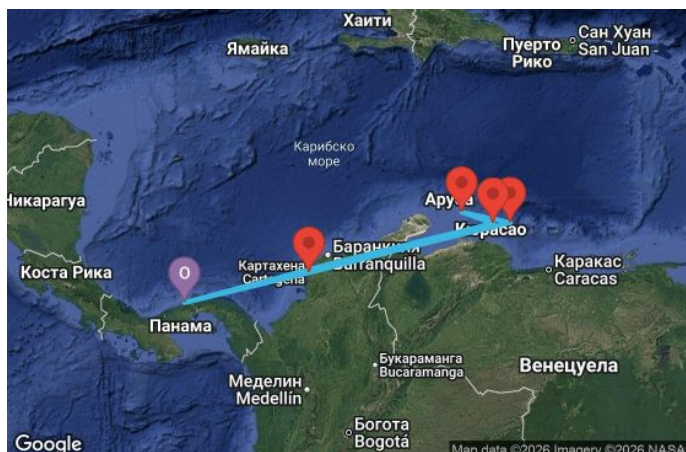 Хаити
Сан Хуан
San Juan
Ямайка
Пуерто
Рико
Карибско
море
Никарагуа
Аруба
Кюрасао
Баранкиля
Barranquilla
Картахена
Cartagena
Коста Рика
Каракас
Caracas
O
Панама
Букараманга
Bucaramanga
Венецуела
Меделин
Medellín
Богота
Bogotá
Google
Map data ©2026 Imagery ©2026 NASA